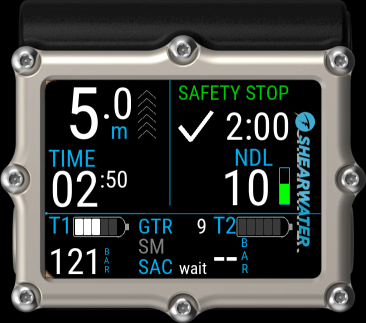 5.0 m
SAFETY STOP
2:00
TIME
02:50
NDL
10
SHEARWATER
T1
GTR 9
T2
121 BAR
SM
-- BAR
SAC wait